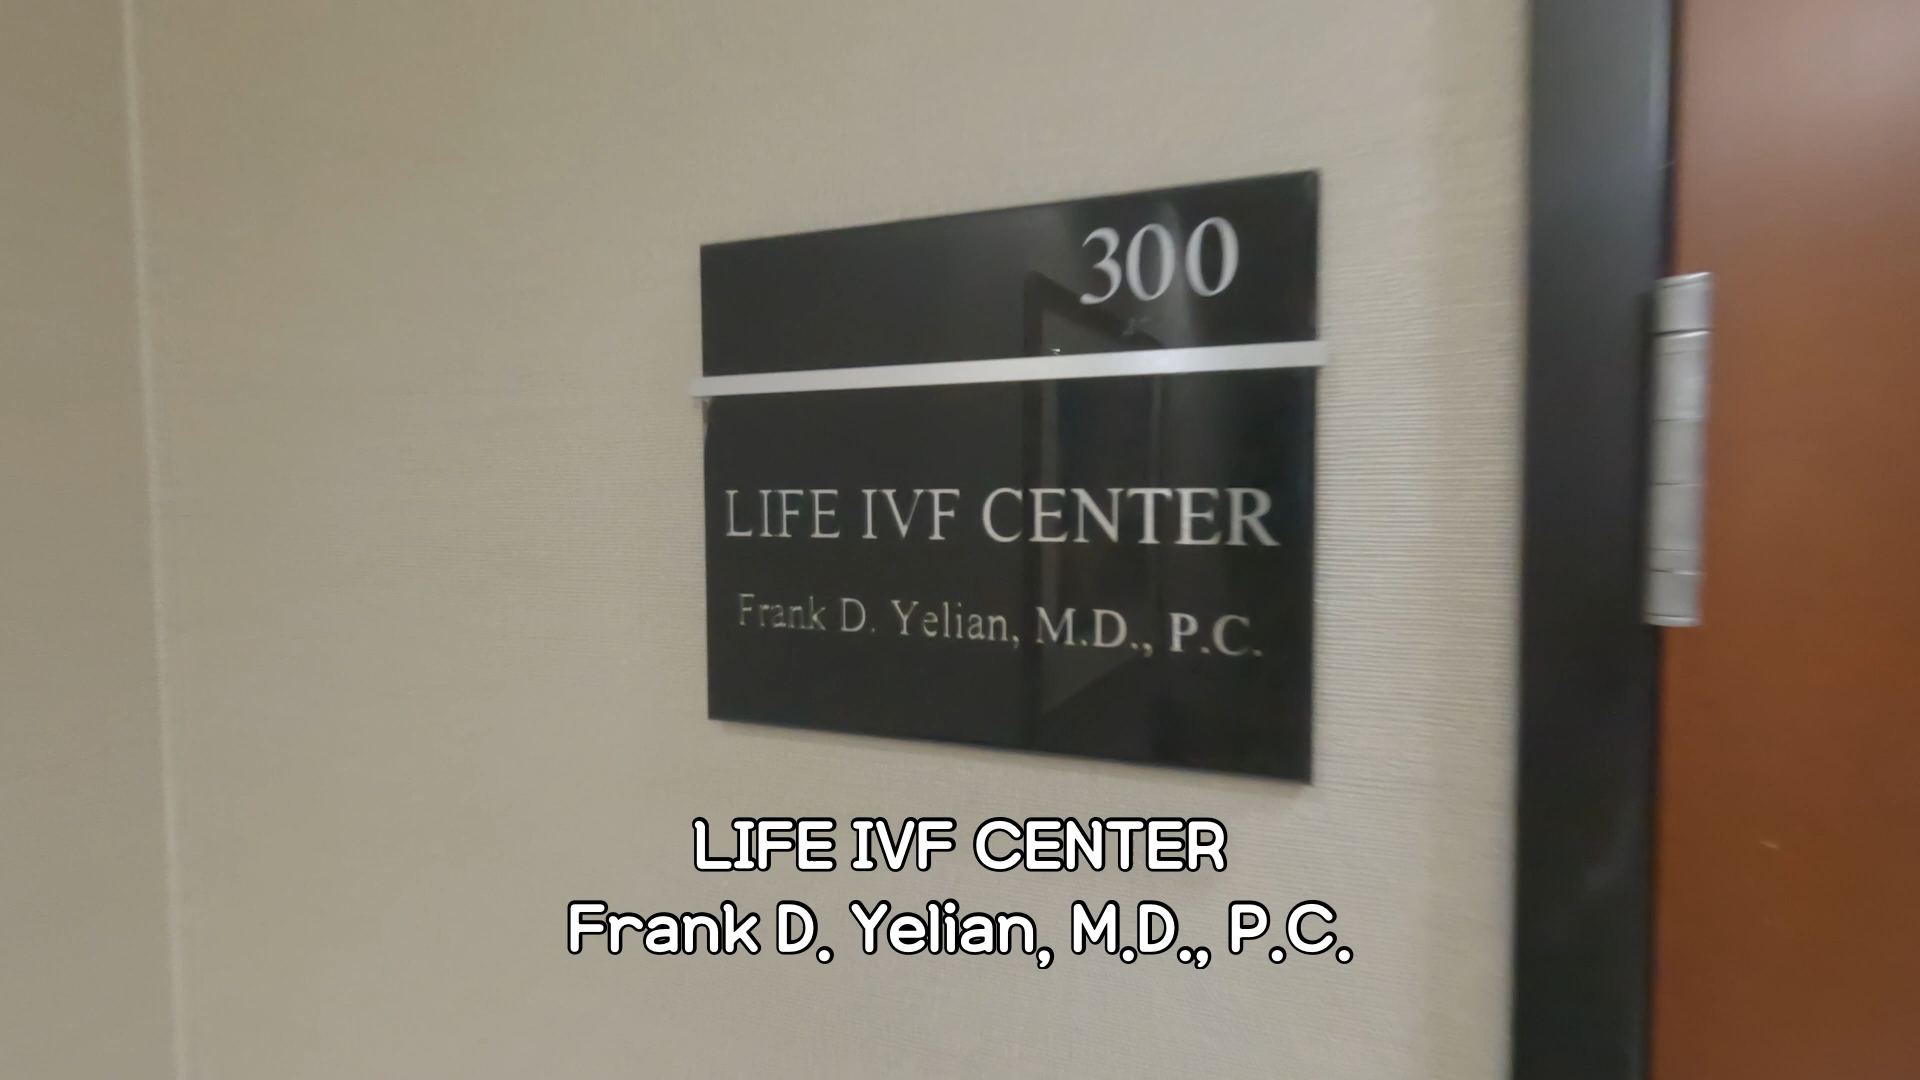 300
LIFE IVF CENTER
Frank D. Yelian, M.D., P.C.
LIFE IVF CENTER
Frank D. Yelian, M.D., P.C.